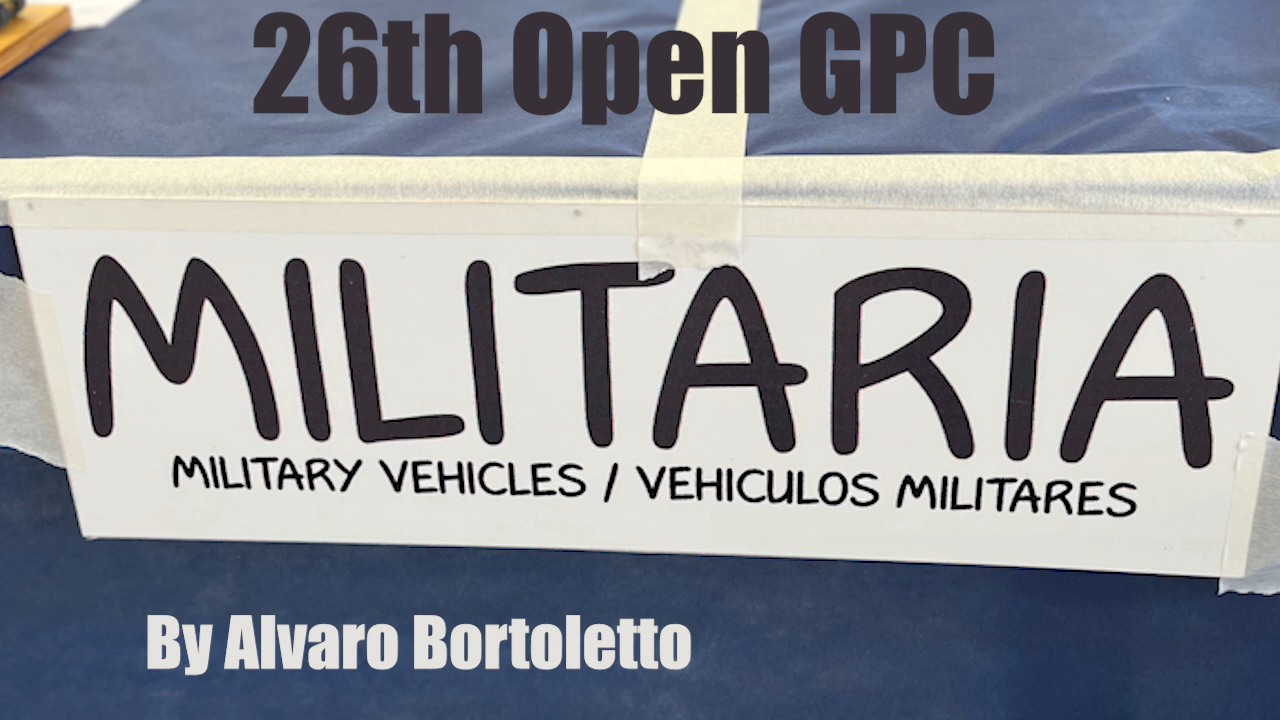 26th Open GPC
MILITARIA
MILITARY VEHICLES / VEHICULOS MILITARES
By Alvaro Bortoletto